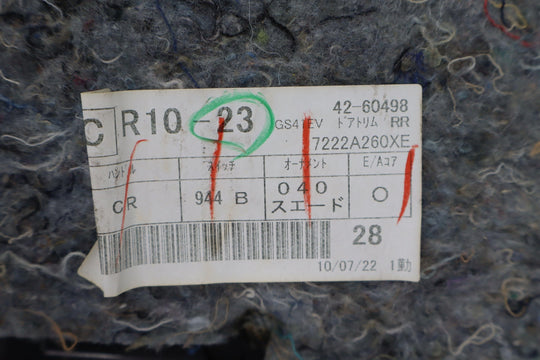 C R10-23 42-60498
GS41EV ドアトリム RR
7222A260XE
ハンドル スイッチ オーナメント E/Aコア
CR 944 B 040 スエード O
28
10/07/22 1勤